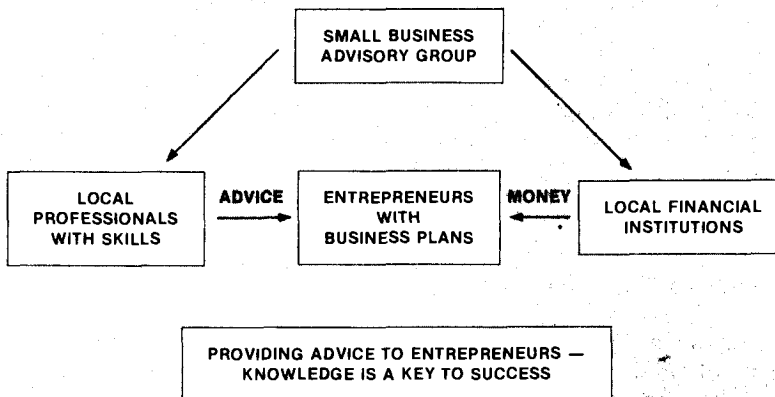 SMALL BUSINESS
ADVISORY GROUP
LOCAL
PROFESSIONALS
WITH SKILLS
ADVICE
ENTREPRENEURS
WITH
BUSINESS PLANS
MONEY
LOCAL FINANCIAL
INSTITUTIONS
PROVIDING ADVICE TO ENTREPRENEURS —
KNOWLEDGE IS A KEY TO SUCCESS